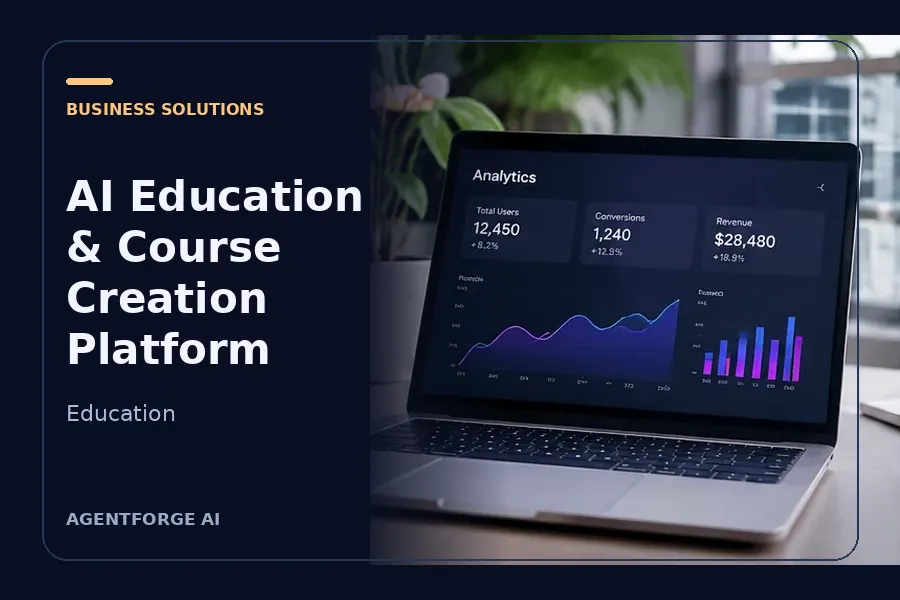 BUSINESS SOLUTIONS
AI Education
& Course
Creation
Platform
Education
AGENTFORGE AI
Analytics
Total Users
12,450
+8.2%
Conversions
1,240
+12.9%
Revenue
$28,480
+18.9%